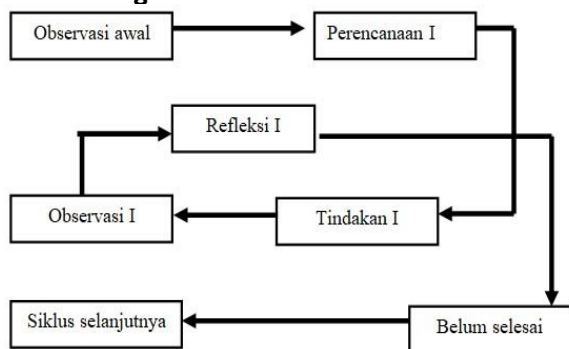 Observasi awal
Perencanaan I
Refleksi I
Observasi I
Tindakan I
Siklus selanjutnya
Belum selesai